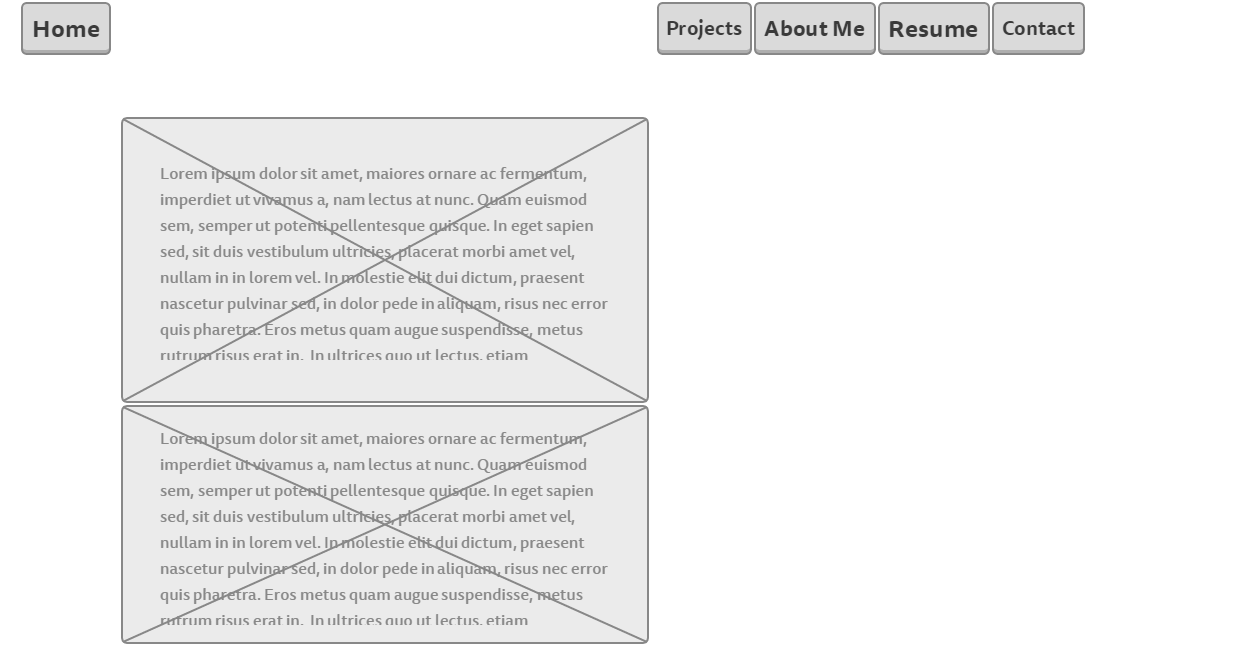 Home
Projects
About Me
Resume
Contact
Lorem ipsum dolor sit amet, maiores ornare ac fermentum,
imperdiet ut vivamus a, nam lectus at nunc. Quam euismod
sem, semper ut potenti pellentesque quisque. In eget sapien
sed, sit duis vestibulum ultricies, placerat morbi amet vel,
nullam in in lorem vel. In molestie elit dui dictum, praesent
nascetur pulvinar sed, in dolor pede in aliquam, risus nec error
quis pharetra. Eros metus quam augue suspendisse, metus
rutrum risus erat in. In ultrices quo ut lectus, etiam
Lorem ipsum dolor sit amet, maiores ornare ac fermentum,
imperdiet ut vivamus a, nam lectus at nunc. Quam euismod
sem, semper ut potenti pellentesque quisque. In eget sapien
sed, sit duis vestibulum ultricies, placerat morbi amet vel,
nullam in in lorem vel. In molestie elit dui dictum, praesent
nascetur pulvinar sed, in dolor pede in aliquam, risus nec error
quis pharetra. Eros metus quam augue suspendisse, metus
rutrum risus erat in. In ultrices quo ut lectus, etiam